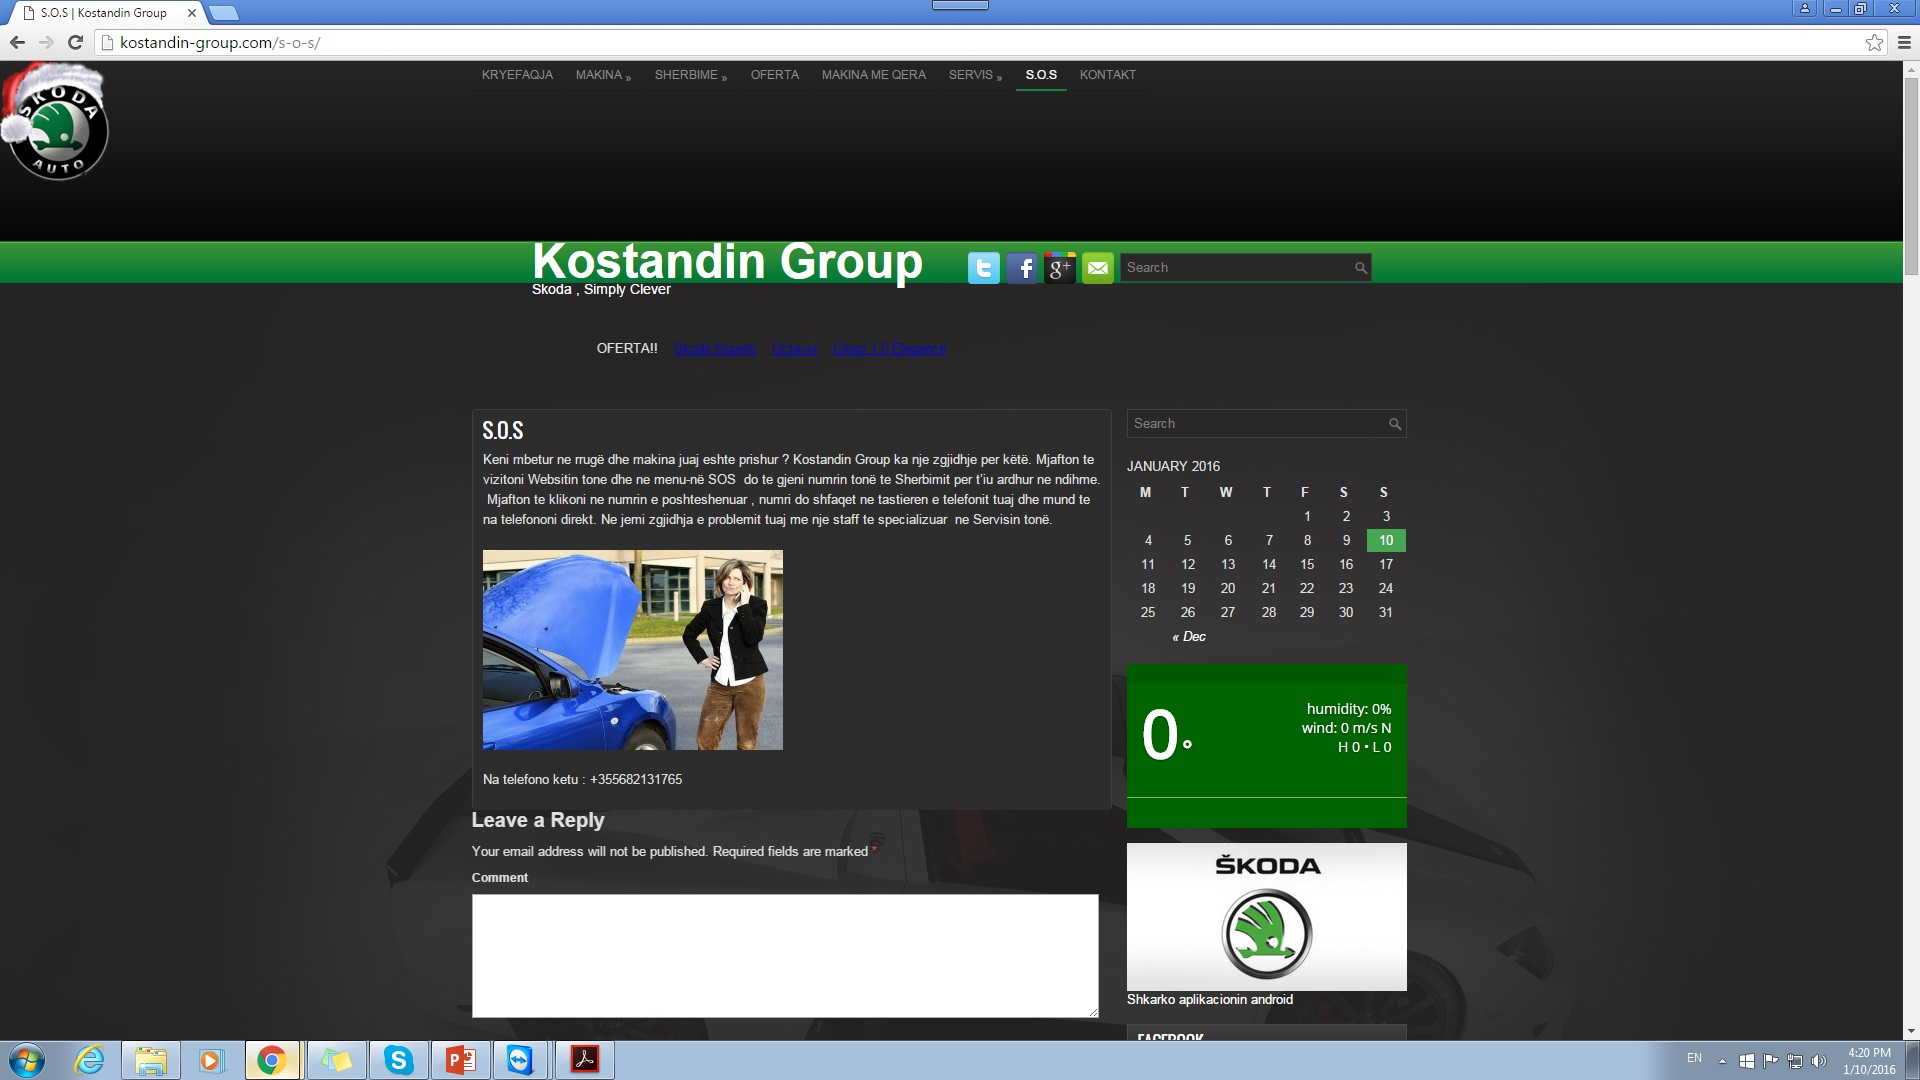 S.O.S | Kostandin Group
kostandin-group.com/s-o-s/
SKODA
AUTO
KRYEFAQJA MAKINA » SHERBIME » OFERTA MAKINA ME QERA SERVIS » S.O.S KONTAKT
Kostandin Group
Skoda , Simply Clever
Search
OFERTA!! Skoda Superb Octavia Citigo 1.0 Elegance
S.O.S
Keni mbetur ne rrugë dhe makina juaj eshte prishur ? Kostandin Group ka nje zgjidhje per këtë. Mjafton te
vizitoni Websitin tone dhe ne menu-në SOS do te gjeni numrin tonë te Sherbimit per t'iu ardhur ne ndihme.
Mjafton te klikoni ne numrin e poshteshenuar , numri do shfaqet ne tastieren e telefonit tuaj dhe mund te
na telefononi direkt. Ne jemi zgjidhja e problemit tuaj me nje staff te specializuar ne Servisin tonë.
Na telefono ketu : +355682131765
Leave a Reply
Your email address will not be published. Required fields are marked *
Comment
Search
JANUARY 2016
M T W T F S S
1 2 3
4 5 6 7 8 9 10
11 12 13 14 15 16 17
18 19 20 21 22 23 24
25 26 27 28 29 30 31
« Dec
0°
humidity: 0%
wind: 0 m/s N
H 0 • L 0
ŠKODA
Shkarko aplikacionin android
FACEBOOK
EN
4:20 PM
1/10/2016